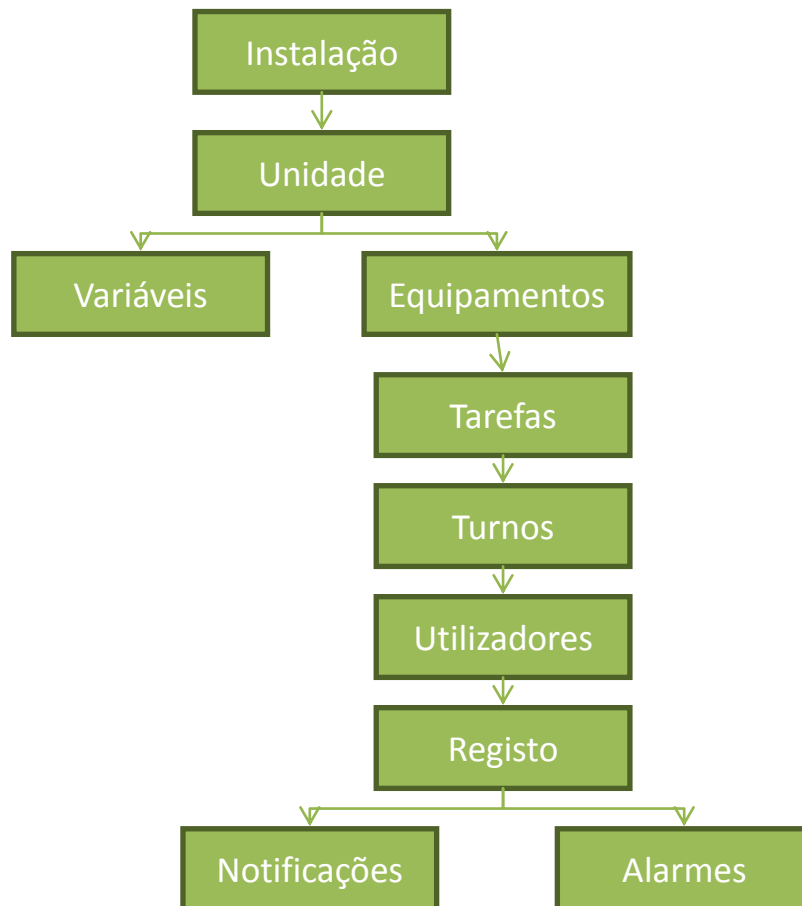 Instalação
Unidade
Variáveis
Equipamentos
Tarefas
Turnos
Utilizadores
Registo
Notificações
Alarmes